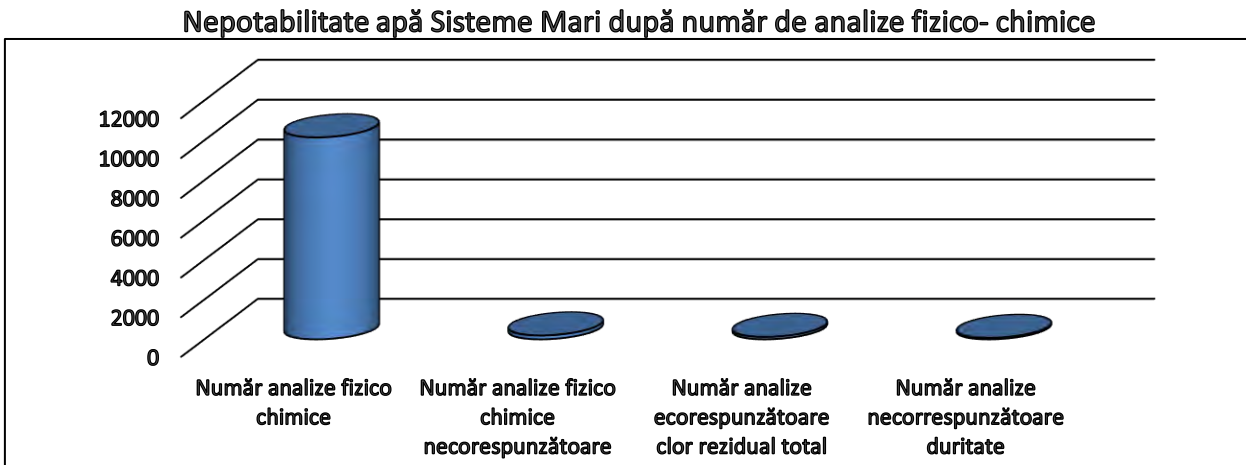 Nepotabilitate apă Sisteme Mari după număr de analize fizico- chimice
12000
10000
8000
6000
4000
2000
0
Număr analize fizico
chimice
Număr analize fizico
chimice
necorespunzătoare
Număr analize
ecorespunzătoare
clor rezidual total
Număr analize
necorrespunzătoare
duritate